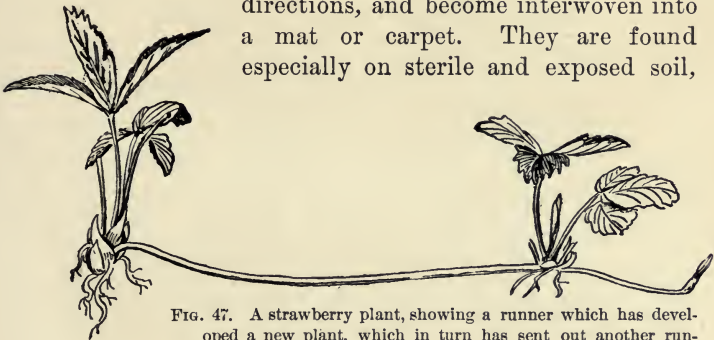 directions, and become interwoven into
a mat or carpet. They are found
especially on sterile and exposed soil,
FIG. 47. A strawberry plant, showing a runner which has devel-
oped a new plant, which in turn has sent out another run-